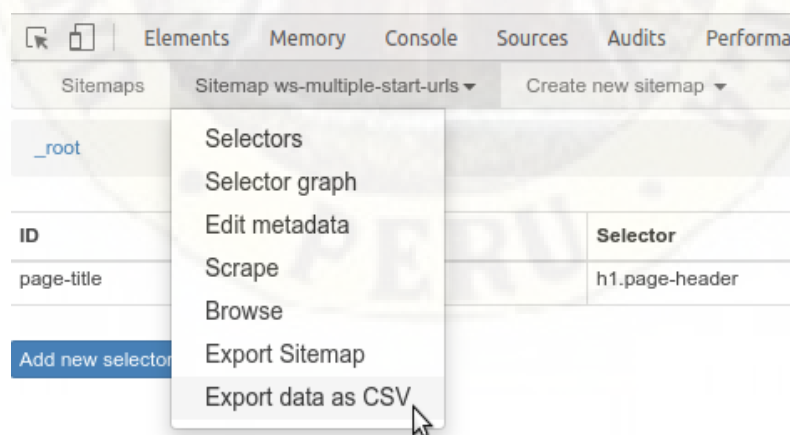 Elements Memory Console Sources Audits Performa
Sitemaps Sitemap ws-multiple-start-urls Create new sitemap
_root
Selectors
Selector graph
Edit metadata
Scrape
Browse
Export Sitemap
Export data as CSV
ID Selector
page-title h1.page-header
Add new selector
PERU